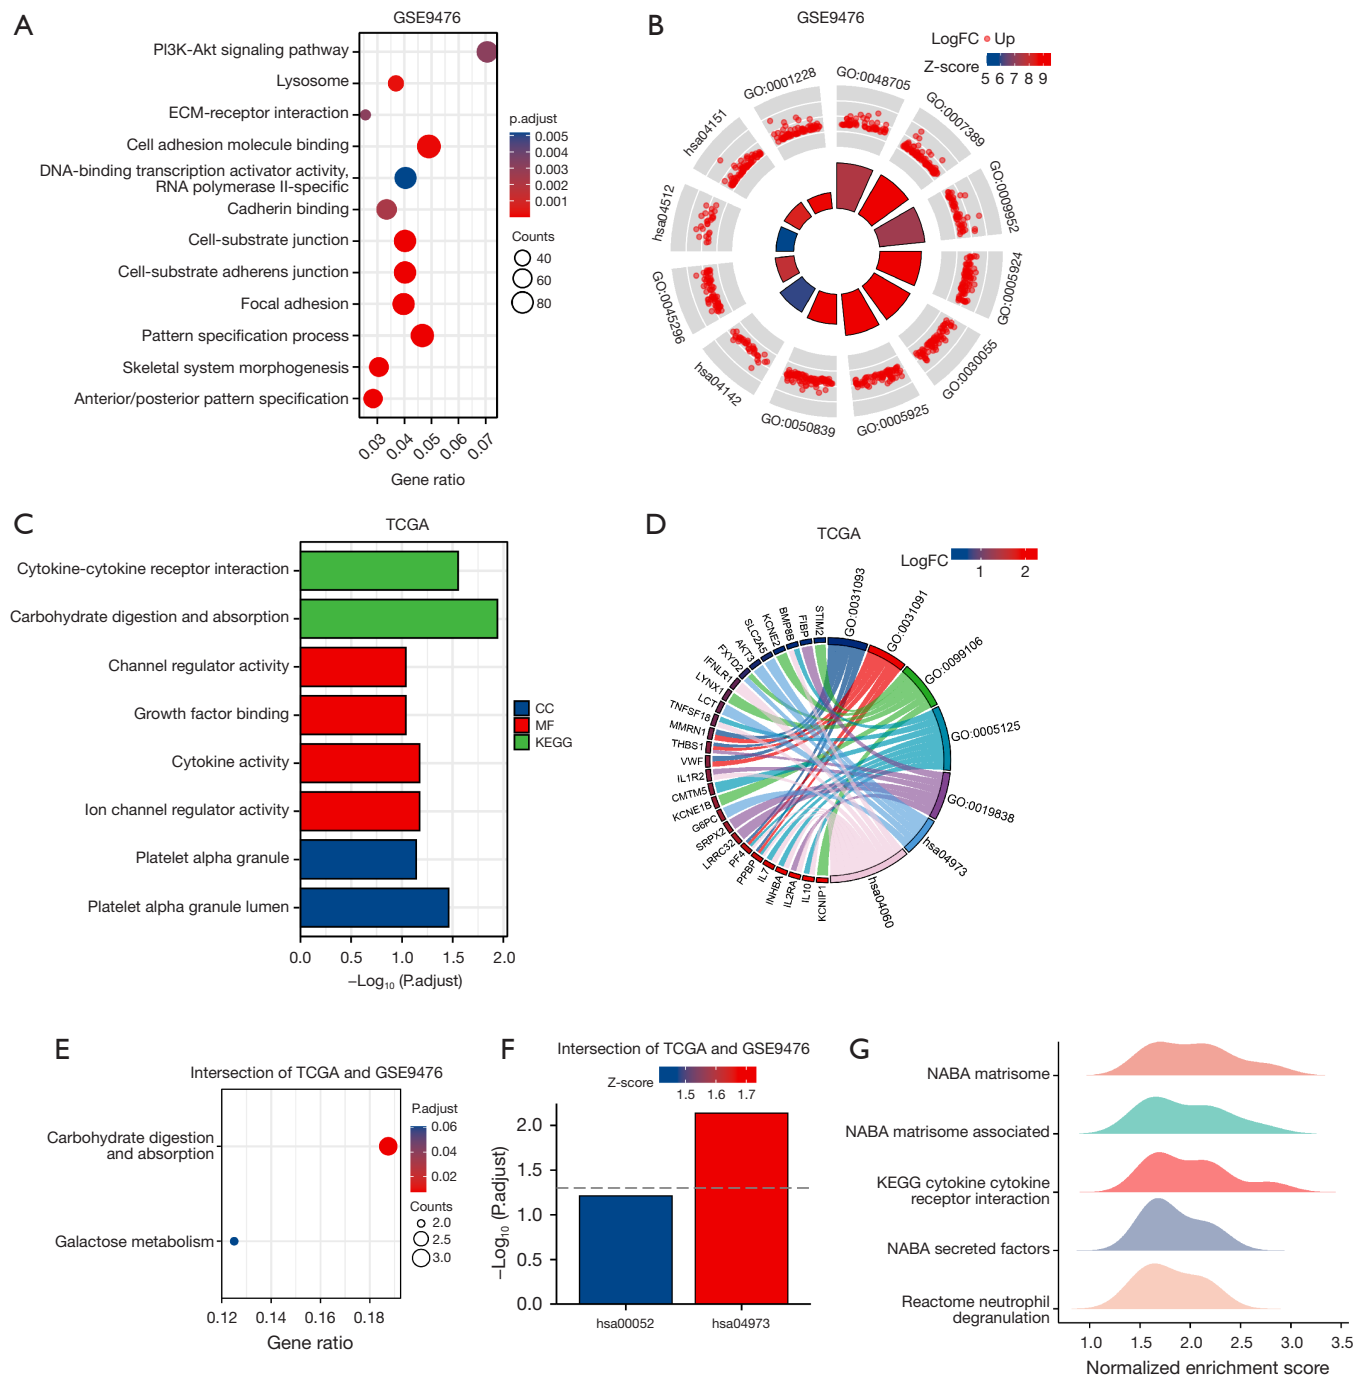 A
GSE9476
PI3K-Akt signaling pathway
Lysosome
ECM-receptor interaction
Cell adhesion molecule binding
DNA-binding transcription activator activity,
RNA polymerase II-specific
Cadherin binding
Cell-substrate junction
Cell-substrate adherens junction
Focal adhesion
Pattern specification process
Skeletal system morphogenesis
Anterior/posterior pattern specification
0.03
0.04
0.05
0.06
0.07
Gene ratio
p.adjust
0.005
0.004
0.003
0.002
0.001
Counts
40
60
80
B
GSE9476
LogFC Up
Z-score
5 6 7 8 9
GO:0048705
GO:0007389
GO:0009952
GO:0005924
GO:0030055
GO:0005925
GO:0050839
hsa04142
GO:0045296
hsa04512
hsa04151
GO:0001228
C
TCGA
Cytokine-cytokine receptor interaction
Carbohydrate digestion and absorption
Channel regulator activity
Growth factor binding
Cytokine activity
Ion channel regulator activity
Platelet alpha granule
Platelet alpha granule lumen
0.0 0.5 1.0 1.5 2.0
−Log10 (P.adjust)
CC
MF
KEGG
D
TCGA
LogFC
1 2
GO:0031093
GO:0031091
GO:0099106
GO:0005125
GO:0019838
hsa04973
hsa04060
STIM2
FIBP
BMP8B
KCNE2
SLC2A5
AKT3
FXYD2
IFNLR1
LYNX1
LCT
TNFSF18
MMRN1
THBS1
VWF
IL1R2
CMTM5
KCNE1B
G6PC
SRPX2
LRRC32
PF4
PPBP
IL7
INHBA
IL2RA
IL10
KCNIP1
E
Intersection of TCGA and GSE9476
Carbohydrate digestion
and absorption
Galactose metabolism
0.12 0.14 0.16 0.18
Gene ratio
P.adjust
0.06
0.04
0.02
Counts
2.0
2.5
3.0
F
Intersection of TCGA and GSE9476
Z-score
1.5 1.6 1.7
−Log10 (P.adjust)
2.0
1.5
1.0
0.5
0.0
hsa00052
hsa04973
G
NABA matrisome
NABA matrisome associated
KEGG cytokine cytokine
receptor interaction
NABA secreted factors
Reactome neutrophil
degranulation
1.0 1.5 2.0 2.5 3.0 3.5
Normalized enrichment score